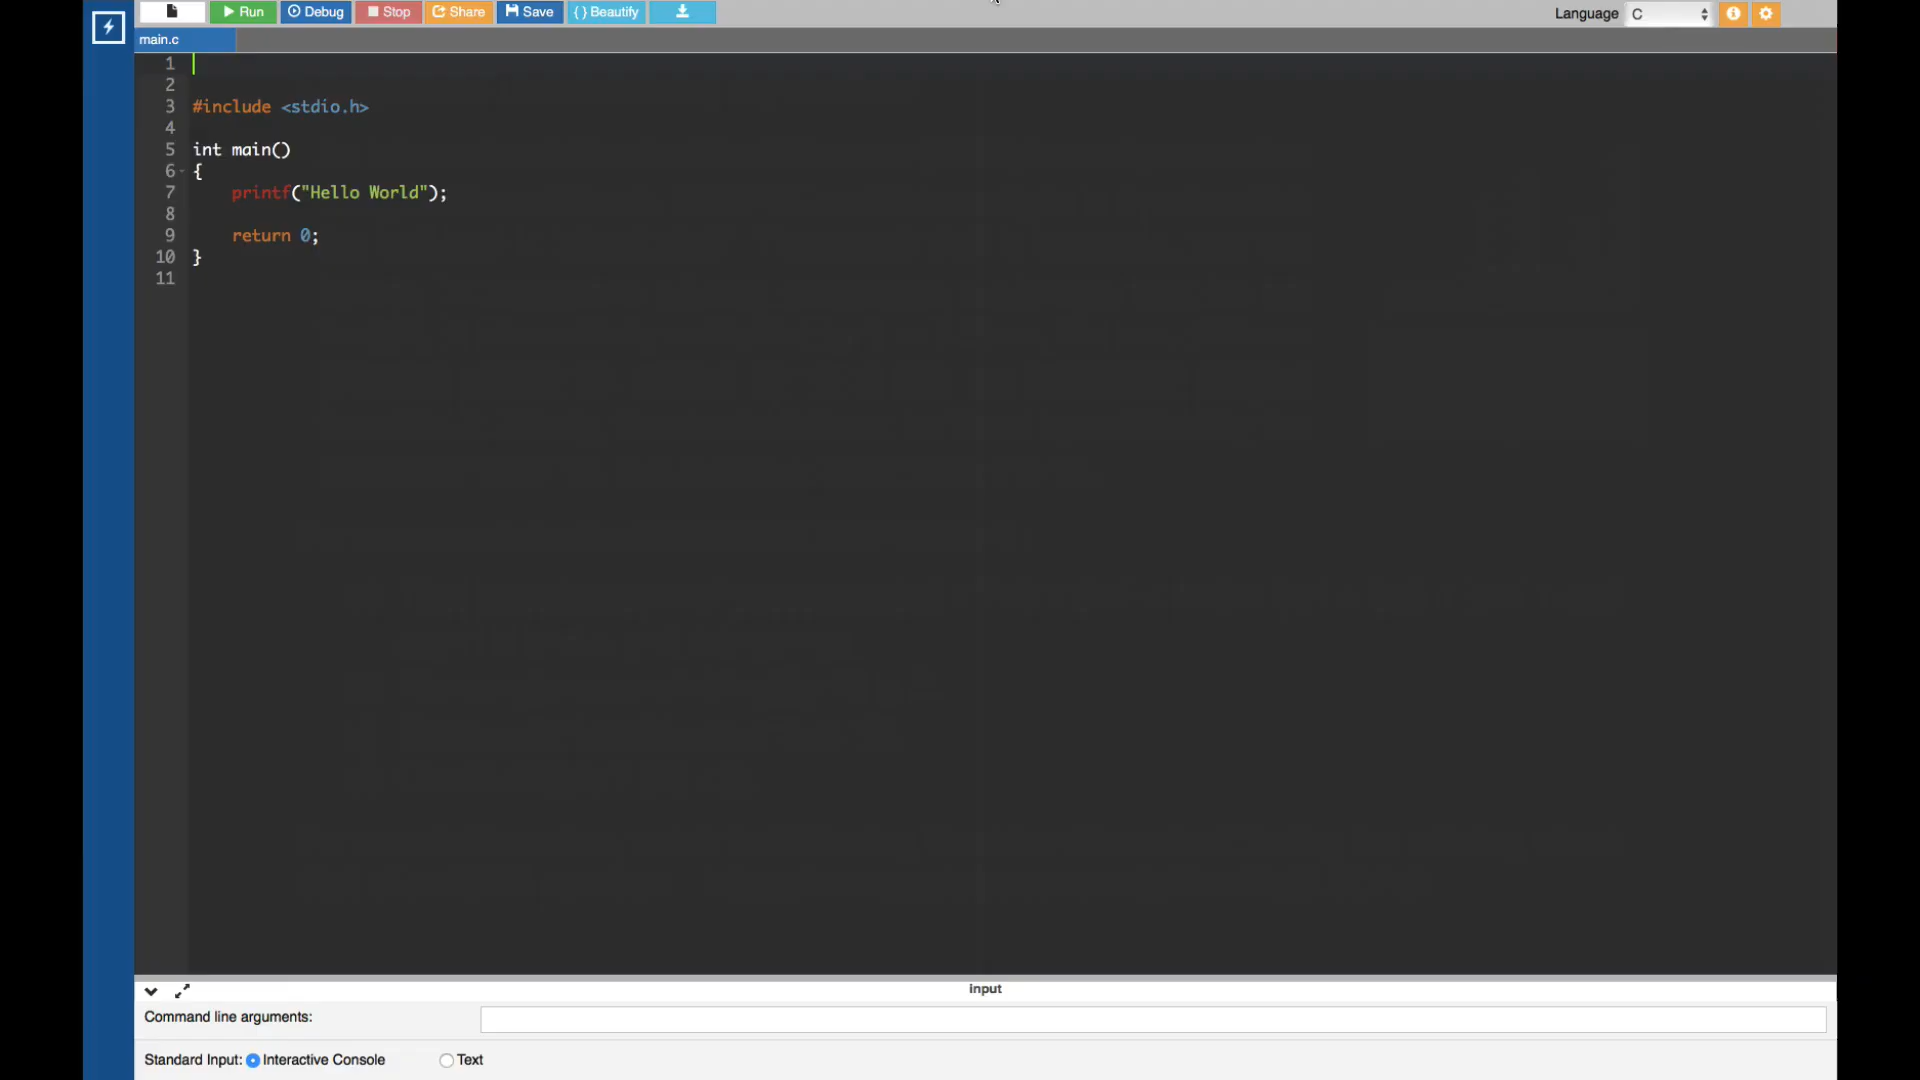 Run Debug Stop Share Save { } Beautify Language C
main.c
1
2
3 #include <stdio.h>
4
5 int main()
6 {
7 printf("Hello World");
8
9 return 0;
10 }
11
input
Command line arguments:
Standard Input: Interactive Console Text